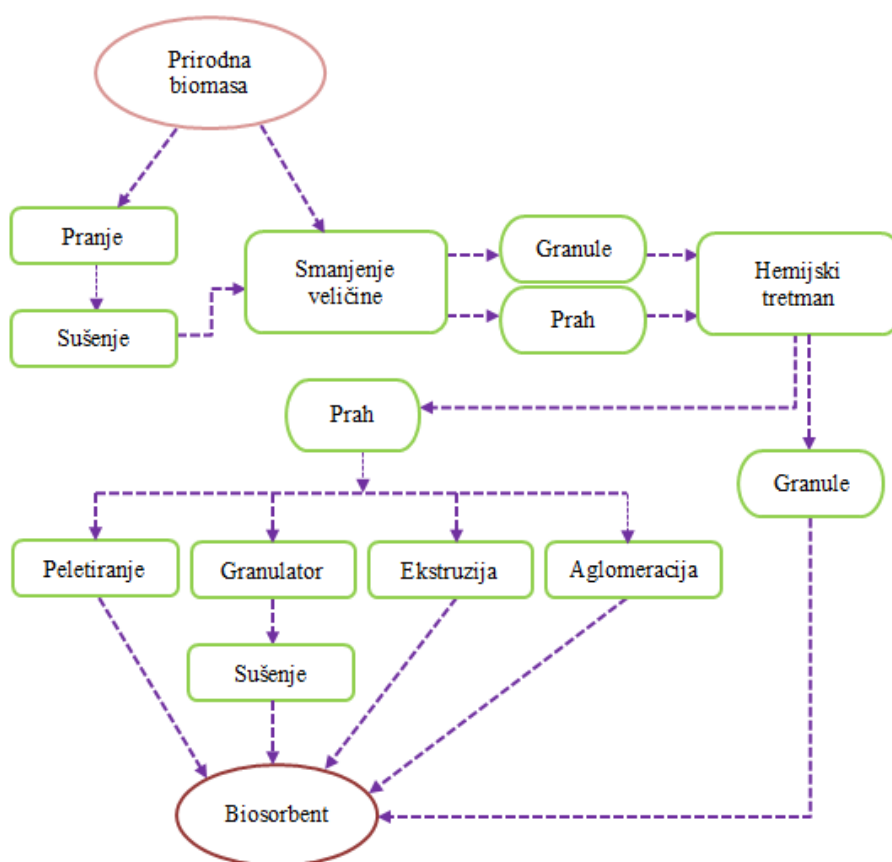 Prirodna
biomasa
Pranje
Sušenje
Smanjenje
veličine
Granule
Prah
Hemijski
tretman
Prah
Granule
Peletiranje
Granulator
Ekstruzija
Aglomeracija
Sušenje
Biosorbent